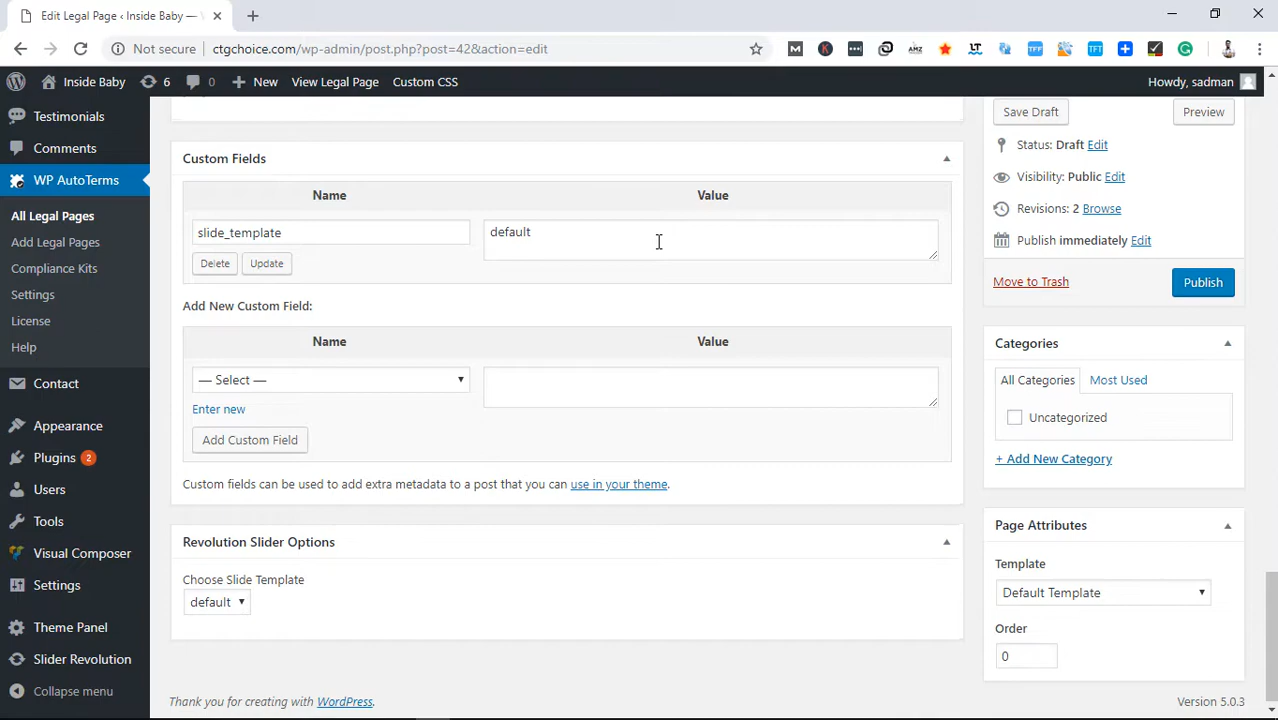 Edit Legal Page ‹ Inside Baby —
Not secure
ctgchoice.com/wp-admin/post.php?post=42&action=edit
Inside Baby
6
0
New
View Legal Page
Custom CSS
Howdy, sadman
Testimonials
Comments
WP AutoTerms
All Legal Pages
Add Legal Pages
Compliance Kits
Settings
License
Help
Contact
Appearance
Plugins 2
Users
Tools
Visual Composer
Settings
Theme Panel
Slider Revolution
Collapse menu
Custom Fields
Name
Value
slide_template
default
Delete
Update
Add New Custom Field:
Name
Value
— Select —
Enter new
Add Custom Field
Custom fields can be used to add extra metadata to a post that you can use in your theme.
Revolution Slider Options
Choose Slide Template
default
Thank you for creating with WordPress.
Save Draft
Preview
Status: Draft Edit
Visibility: Public Edit
Revisions: 2 Browse
Publish immediately Edit
Move to Trash
Publish
Categories
All Categories
Most Used
Uncategorized
+ Add New Category
Page Attributes
Template
Default Template
Order
0
Version 5.0.3